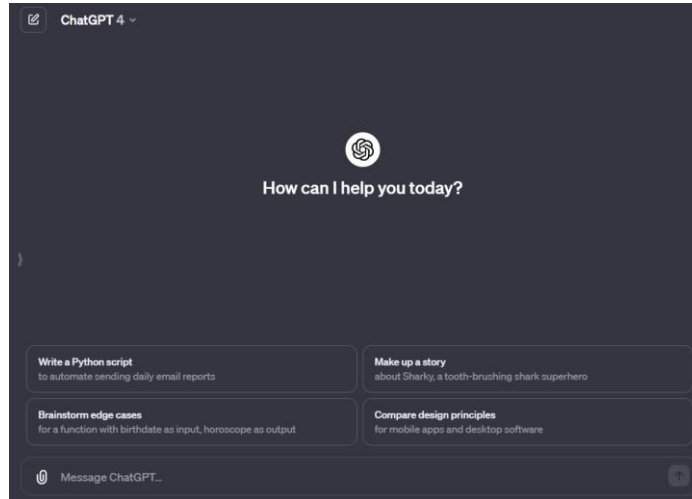 ChatGPT 4
How can I help you today?
Write a Python script
to automate sending daily email reports
Make up a story
about Sharky, a tooth-brushing shark superhero
Brainstorm edge cases
for a function with birthdate as input, horoscope as output
Compare design principles
for mobile apps and desktop software
Message ChatGPT...